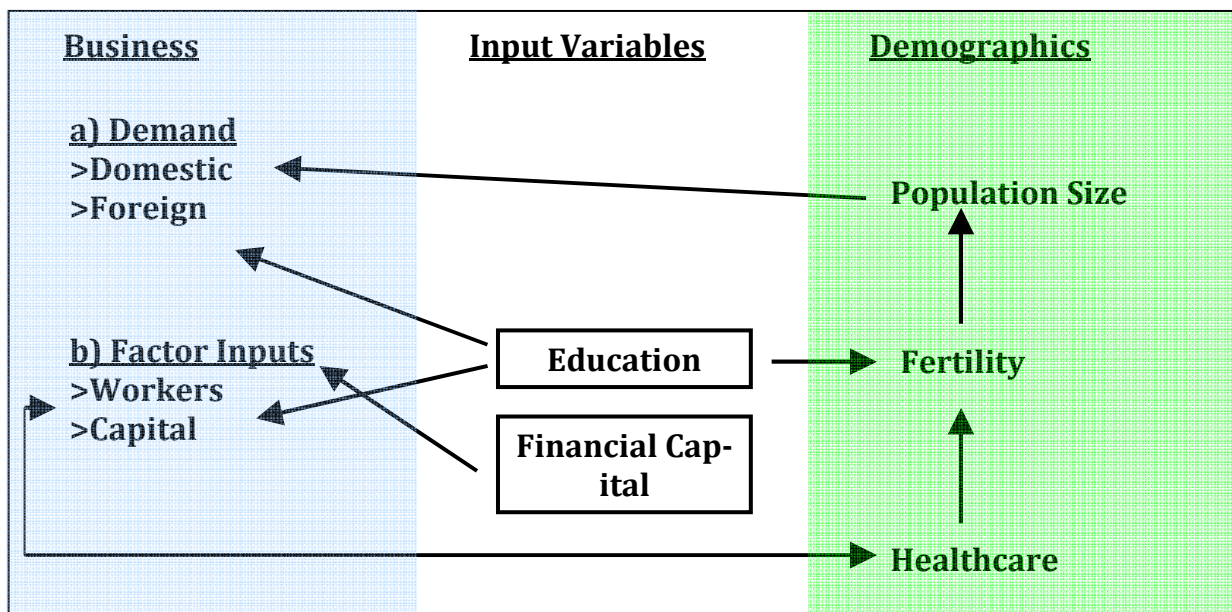 Business
Input Variables
Demographics
a) Demand
>Domestic
>Foreign
Population Size
b) Factor Inputs
>Workers
>Capital
Education
Financial Cap-
ital
Fertility
Healthcare